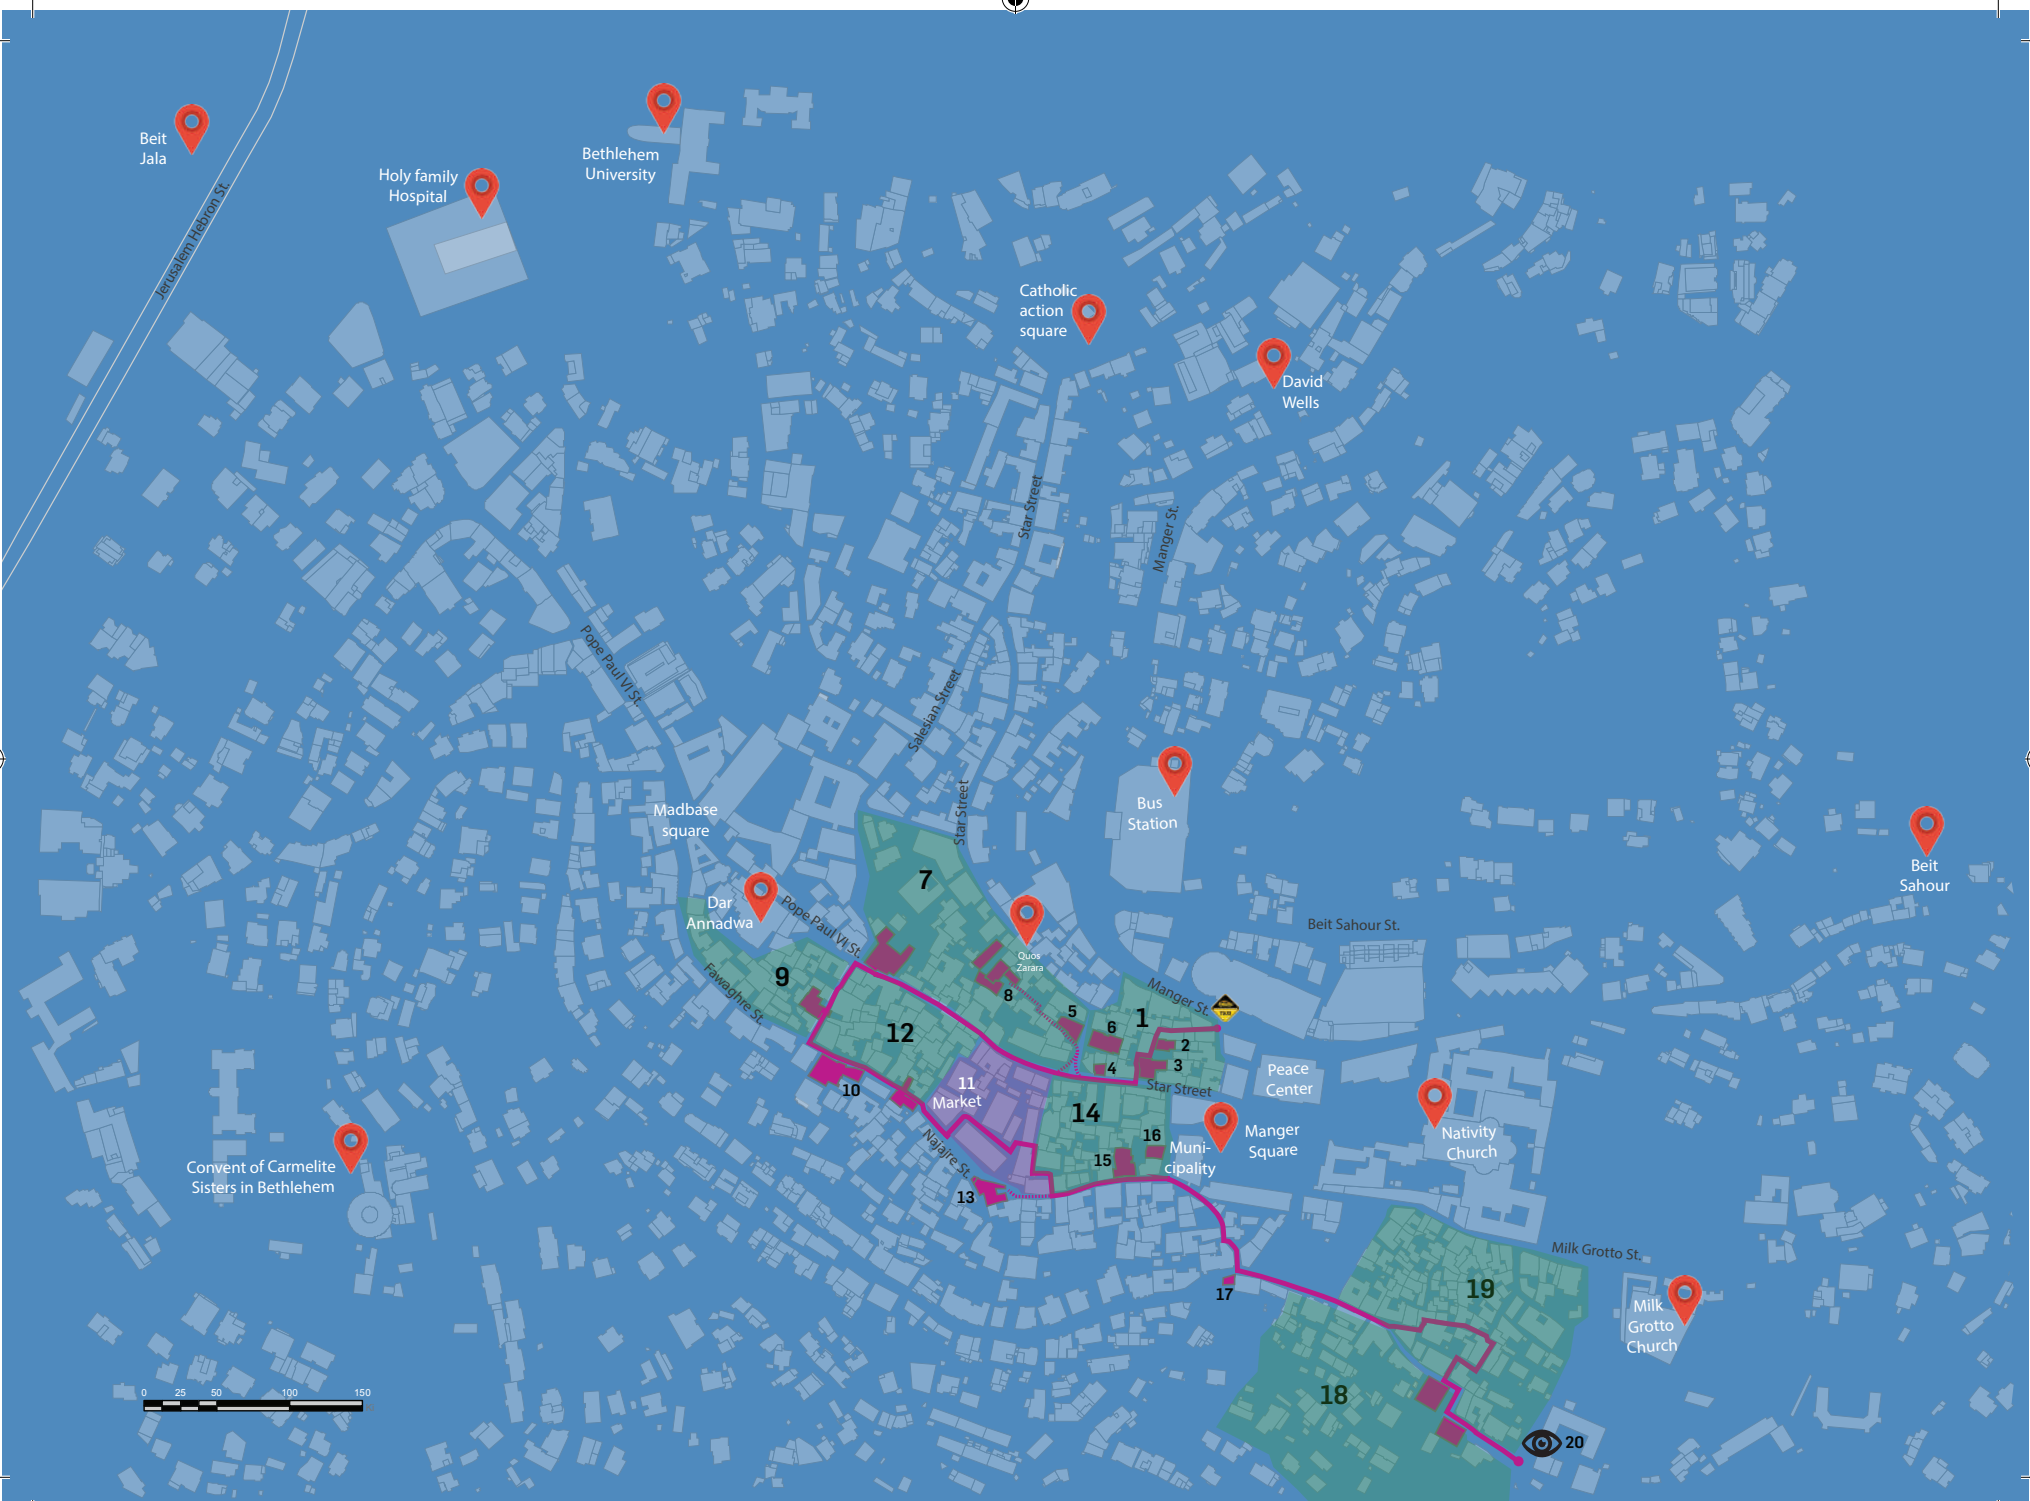 Beit
Jala
Jerusalem Hebron St.
Holy family
Hospital
Bethlehem
University
Catholic
action
square
David
Wells
Star Street
Manger St.
Pope Paul VI St.
Salesian Street
Star Street
Madbase
square
Bus
Station
Beit
Sahour
Dar
Annadwa
Pope Paul VI St.
Fawaghre St.
Quos
Zarara
Beit Sahour St.
Manger St.
TAXI
7
9
8
5
6
1
2
3
4
12
10
11
Market
14
Star Street
Peace
Center
16
15
Muni-
cipality
Manger
Square
Nativity
Church
Najajre St.
13
Convent of Carmelite
Sisters in Bethlehem
17
Milk Grotto St.
19
Milk
Grotto
Church
18
20
0 25 50 100 150